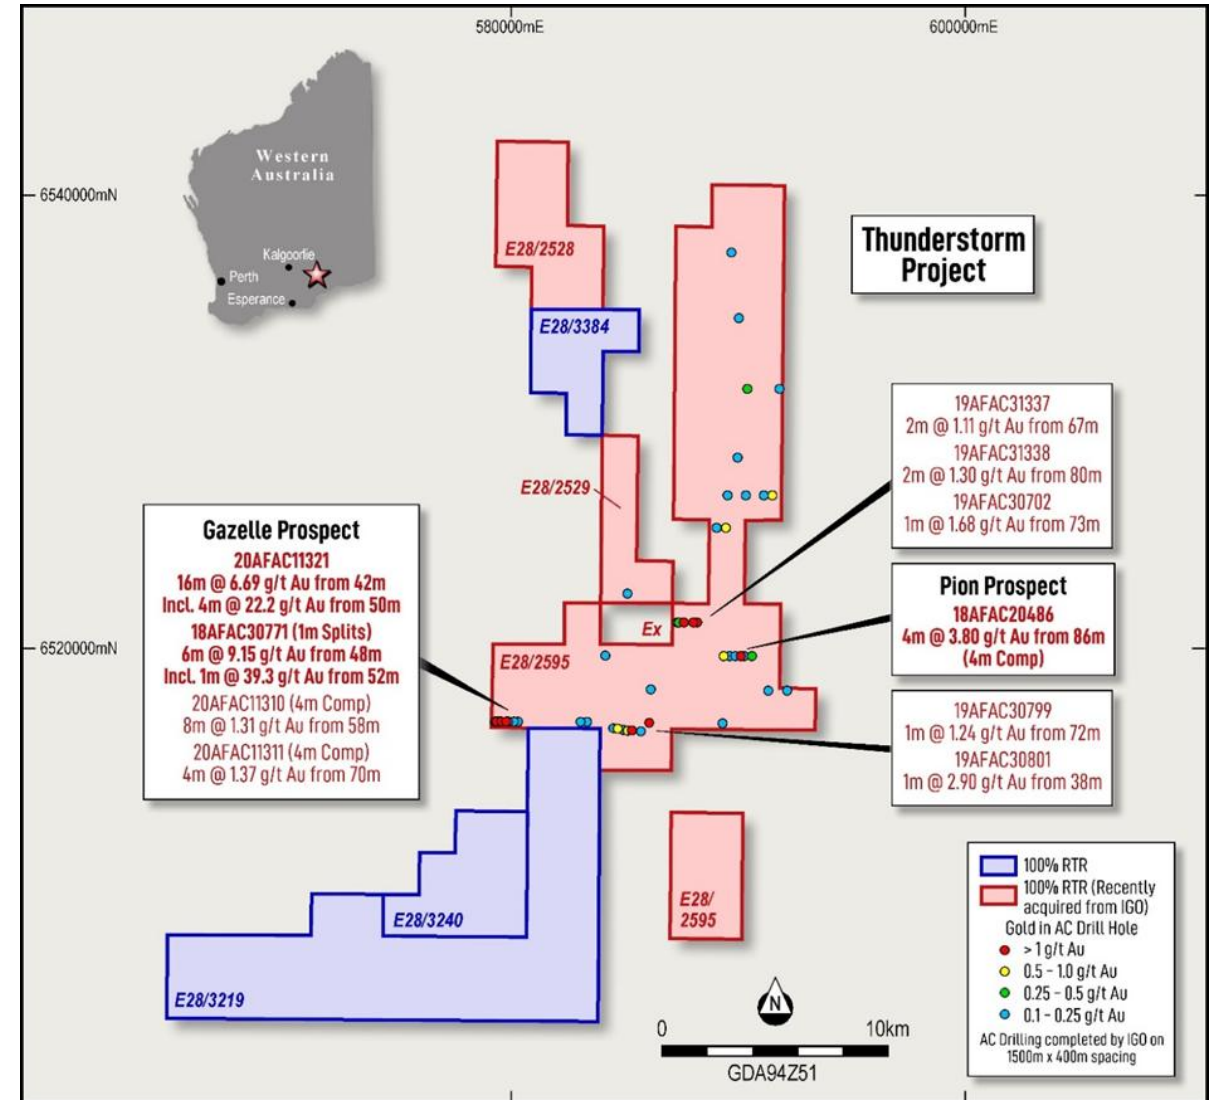 580000mE
600000mE
6540000mN
6520000mN
Western
Australia
Kalgoorlie
Perth
Esperance
Thunderstorm
Project
E28/2528
E28/3384
E28/2529
Ex
E28/2595
E28/
2595
E28/3240
E28/3219
19AFAC31337
2m @ 1.11 g/t Au from 67m
19AFAC31338
2m @ 1.30 g/t Au from 80m
19AFAC30702
1m @ 1.68 g/t Au from 73m
Gazelle Prospect
20AFAC11321
16m @ 6.69 g/t Au from 42m
Incl. 4m @ 22.2 g/t Au from 50m
18AFAC30771 (1m Splits)
6m @ 9.15 g/t Au from 48m
Incl. 1m @ 39.3 g/t Au from 52m
20AFAC11310 (4m Comp)
8m @ 1.31 g/t Au from 58m
20AFAC11311 (4m Comp)
4m @ 1.37 g/t Au from 70m
Pion Prospect
18AFAC20486
4m @ 3.80 g/t Au from 86m
(4m Comp)
19AFAC30799
1m @ 1.24 g/t Au from 72m
19AFAC30801
1m @ 2.90 g/t Au from 38m
100% RTR
100% RTR (Recently
acquired from IGO)
Gold in AC Drill Hole
> 1 g/t Au
0.5 - 1.0 g/t Au
0.25 - 0.5 g/t Au
0.1 - 0.25 g/t Au
AC Drilling completed by IGO on
1500m x 400m spacing
N
0
10km
GDA94Z51